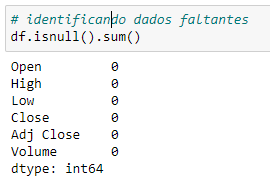 # identificando dados faltantes
df.isnull().sum()
Open 0
High 0
Low 0
Close 0
Adj Close 0
Volume 0
dtype: int64